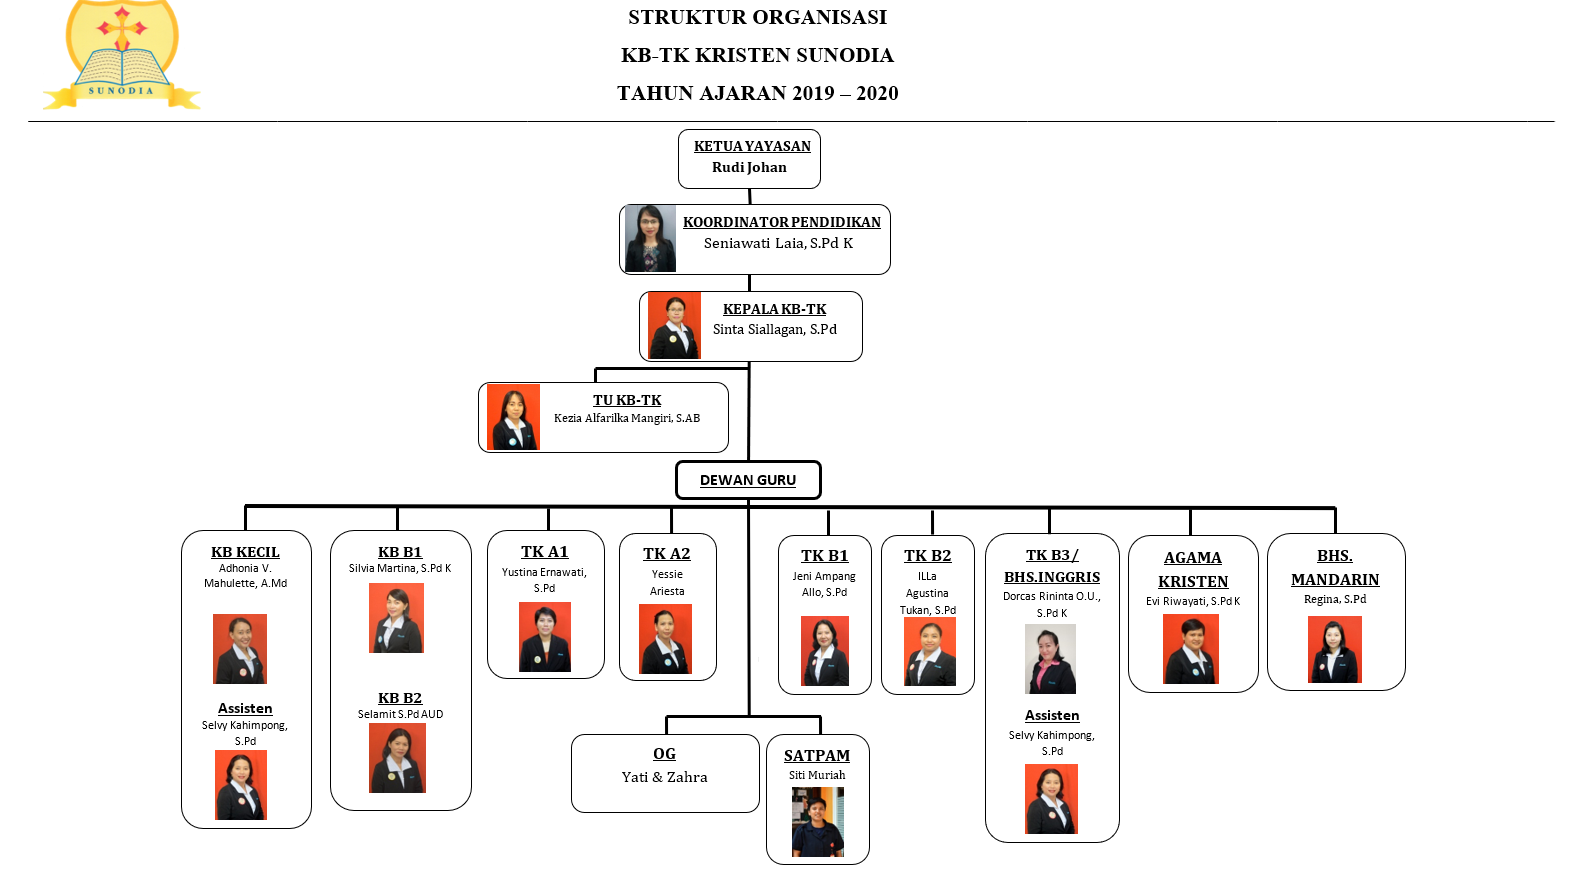 SUNODIA
STRUKTUR ORGANISASI
KB-TK KRISTEN SUNODIA
TAHUN AJARAN 2019 – 2020
KETUA YAYASAN
Rudi Johan
KOORDINATOR PENDIDIKAN
Seniawati Laia, S.Pd K
KEPALA KB-TK
Sinta Siallagan, S.Pd
TU KB-TK
Kezia Alfarilka Mangiri, S.AB
DEWAN GURU
KB KECIL
Adhonia V.
Mahulette, A.Md
Assisten
Selvy Kahimpong,
S.Pd
KB B1
Silvia Martina, S.Pd K
KB B2
Selamit S.Pd AUD
TK A1
Yustina Ernawati,
S.Pd
TK A2
Yessie
Ariesta
TK B1
Jeni Ampang
Allo, S.Pd
TK B2
ILLa
Agustina
Tukan, S.Pd
TK B3/
BHS.INGGRIS
Dorcas Rininta O.U.,
S.Pd K
Assisten
Selvy Kahimpong,
S.Pd
AGAMA
KRISTEN
Evi Riwayati, S.Pd K
BHS.
MANDARIN
Regina, S.Pd
OG
Yati & Zahra
SATPAM
Siti Muriah